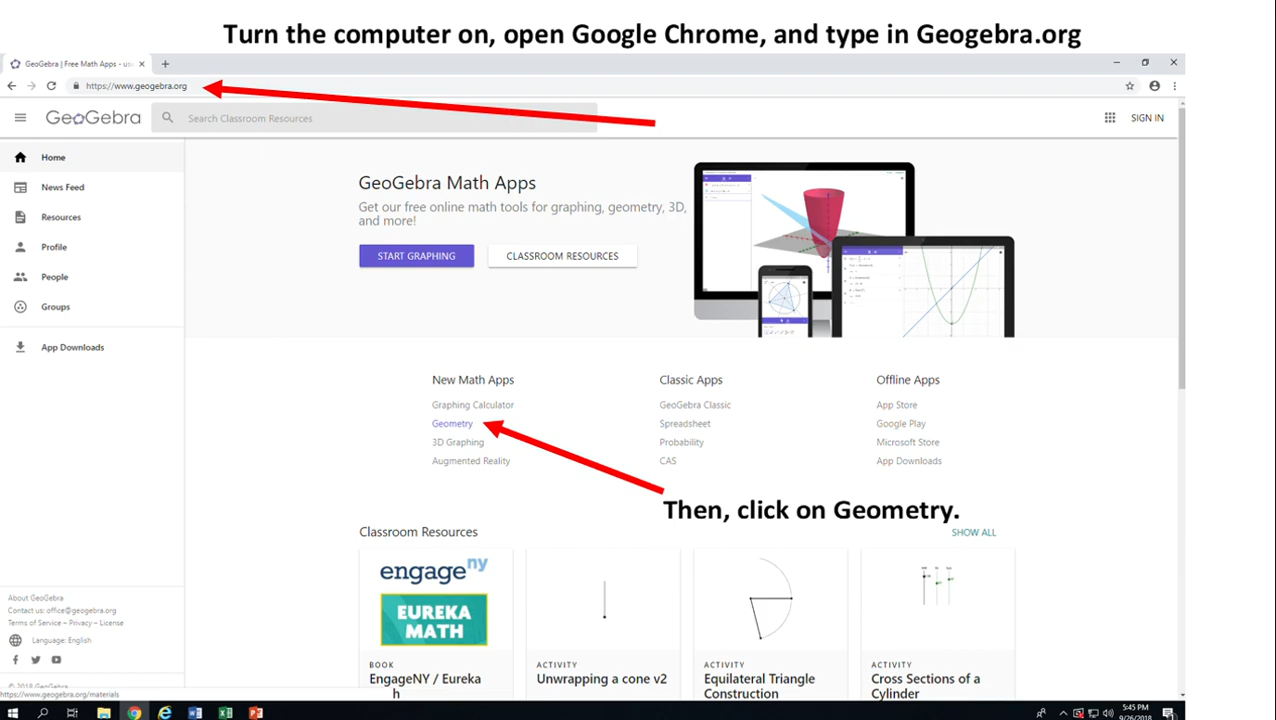 Turn the computer on, open Google Chrome, and type in Geogebra.org
GeoGebra | Free Math Apps - us
https://www.geogebra.org
GeoGebra
Search Classroom Resources
SIGN IN
Home
News Feed
Resources
Profile
People
Groups
App Downloads
GeoGebra Math Apps
Get our free online math tools for graphing, geometry, 3D,
and more!
START GRAPHING
CLASSROOM RESOURCES
New Math Apps
Graphing Calculator
Geometry
3D Graphing
Augmented Reality
Classic Apps
GeoGebra Classic
Spreadsheet
Probability
CAS
Offline Apps
App Store
Google Play
Microsoft Store
App Downloads
Then, click on Geometry.
Classroom Resources
SHOW ALL
engageny
EUREKA
MATH
BOOK
EngageNY / Eureka
h
ACTIVITY
Unwrapping a cone v2
ACTIVITY
Equilateral Triangle
Construction
ACTIVITY
Cross Sections of a
Cylinder
About GeoGebra
Contact us: office@geogebra.org
Terms of Service – Privacy – License
Language: English
© 2018 GeoGebra
https://www.geogebra.org/materials
5:45 PM
9/26/2018